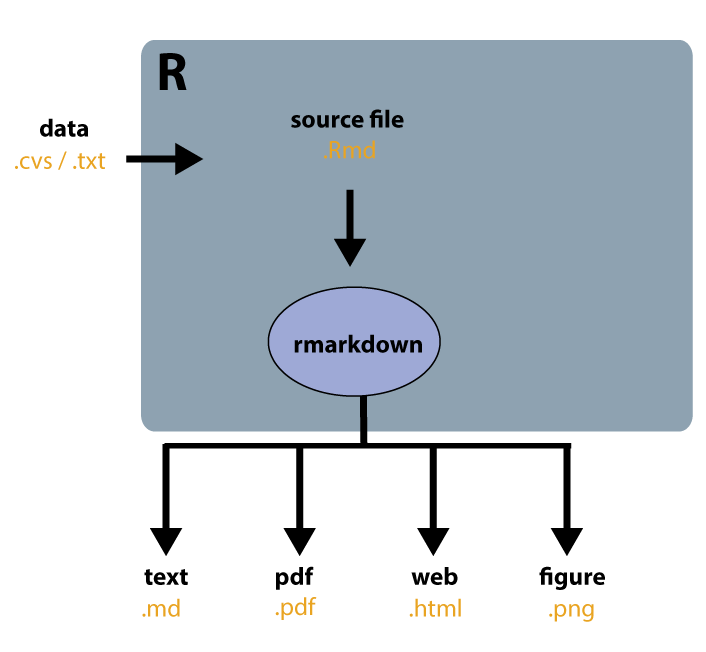 R
data
.cvs / .txt
source file
.Rmd
rmarkdown
text
.md
pdf
.pdf
web
.html
figure
.png